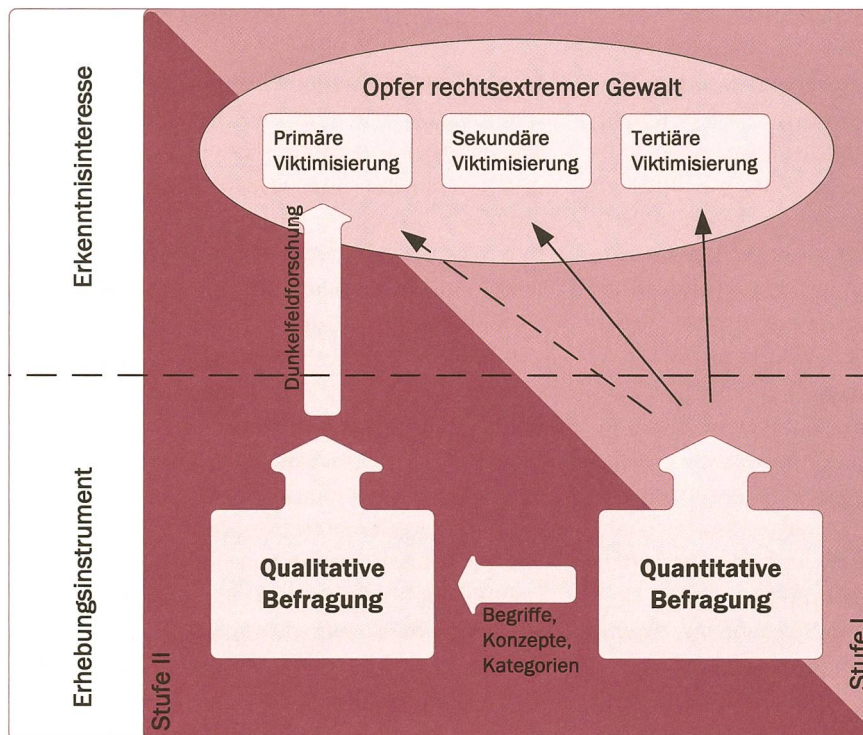 Erkenntnisinteresse
Opfer rechtsextremer Gewalt
Primäre
Viktimisierung
Sekundäre
Viktimisierung
Tertiäre
Viktimisierung
Dunkelfeldforschung
Erhebungsinstrument
Qualitative
Befragung
Quantitative
Befragung
Begriffe,
Konzepte,
Kategorien
Stufe II
Stufe I